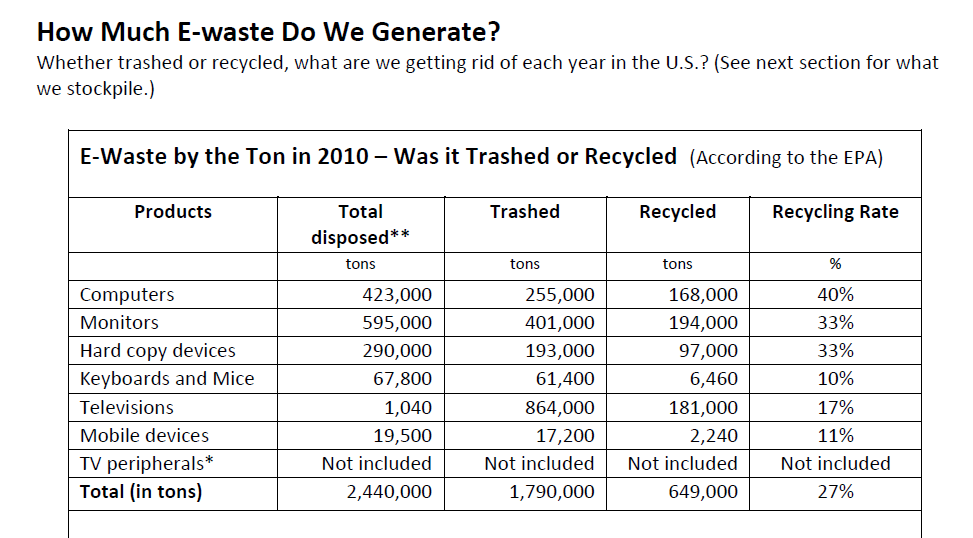 How Much E-waste Do We Generate?
Whether trashed or recycled, what are we getting rid of each year in the U.S.? (See next section for what
we stockpile.)
E-Waste by the Ton in 2010 – Was it Trashed or Recycled (According to the EPA)
Products Total disposed** Trashed Recycled Recycling Rate
tons tons tons %
Computers 423,000 255,000 168,000 40%
Monitors 595,000 401,000 194,000 33%
Hard copy devices 290,000 193,000 97,000 33%
Keyboards and Mice 67,800 61,400 6,460 10%
Televisions 1,040 864,000 181,000 17%
Mobile devices 19,500 17,200 2,240 11%
TV peripherals* Not included Not included Not included Not included
Total (in tons) 2,440,000 1,790,000 649,000 27%